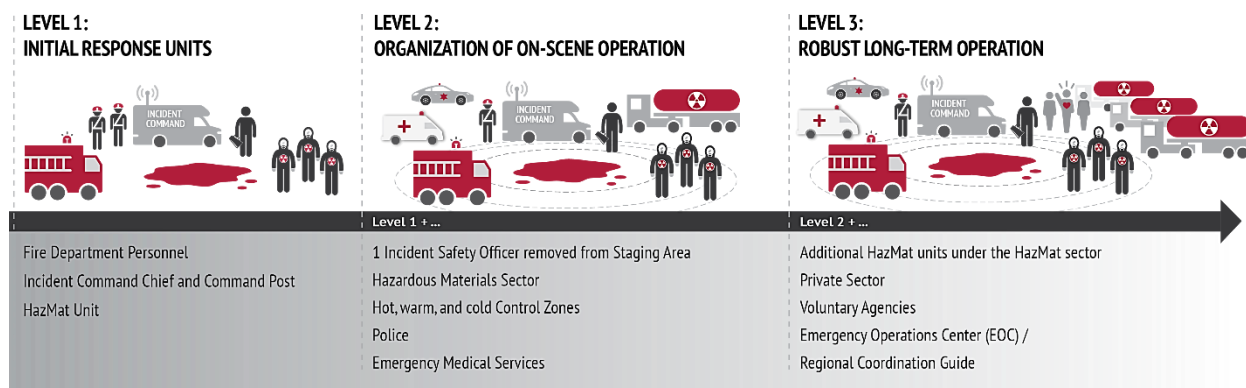 LEVEL 1:
INITIAL RESPONSE UNITS
INCIDENT
COMMAND
Fire Department Personnel
Incident Command Chief and Command Post
HazMat Unit
LEVEL 2:
ORGANIZATION OF ON-SCENE OPERATION
INCIDENT
COMMAND
Level 1 + ...
1 Incident Safety Officer removed from Staging Area
Hazardous Materials Sector
Hot, warm, and cold Control Zones
Police
Emergency Medical Services
LEVEL 3:
ROBUST LONG-TERM OPERATION
INCIDENT
COMMAND
Level 2 + ...
Additional HazMat units under the HazMat sector
Private Sector
Voluntary Agencies
Emergency Operations Center (EOC) /
Regional Coordination Guide